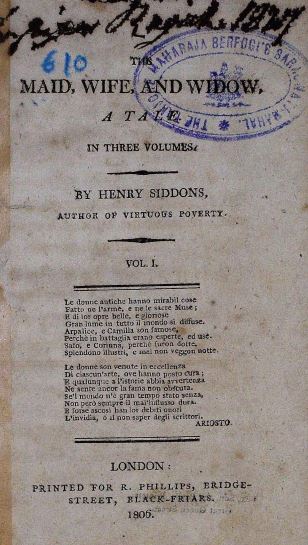 1827
610
THE
MAID, WIFE, AND WIDOW,
A TALE
IN THREE VOLUMES.
BY HENRY SIDDONS,
AUTHOR OF VIRTUOUS POVERTY.
VOL. I.
Le donne antiche hanno mirabil cose
Fatto ne l'arme, e ne le sacre Muse;
E di lor opre belle, e gloriose
Gran lume in tutto il mondo si diffuse.
Arpalice, e Camilla son famose,
Perchè in battaglia erano esperte, ed use.
Safo, e Corinna, perchè furon dotte,
Splendono illustri, e mai non veggon notte.
Le donne son venute in eccellenza
Di ciascun'arte, ove hanno posto cura;
E qualunque a l'istorie abbia avvertenza
Ne sente ancor la fama non obscura.
Se'l mondo n'è gran tempo stato senza,
Non però sempre il mal'influsso dura.
E forse ascosi han lor debiti onori
L'invidia, o il non saper degli scrittori.
ARIOSTO.
LONDON:
PRINTED FOR R. PHILLIPS, BRIDGE-
STREET, BLACK-FRIARS.
1806.